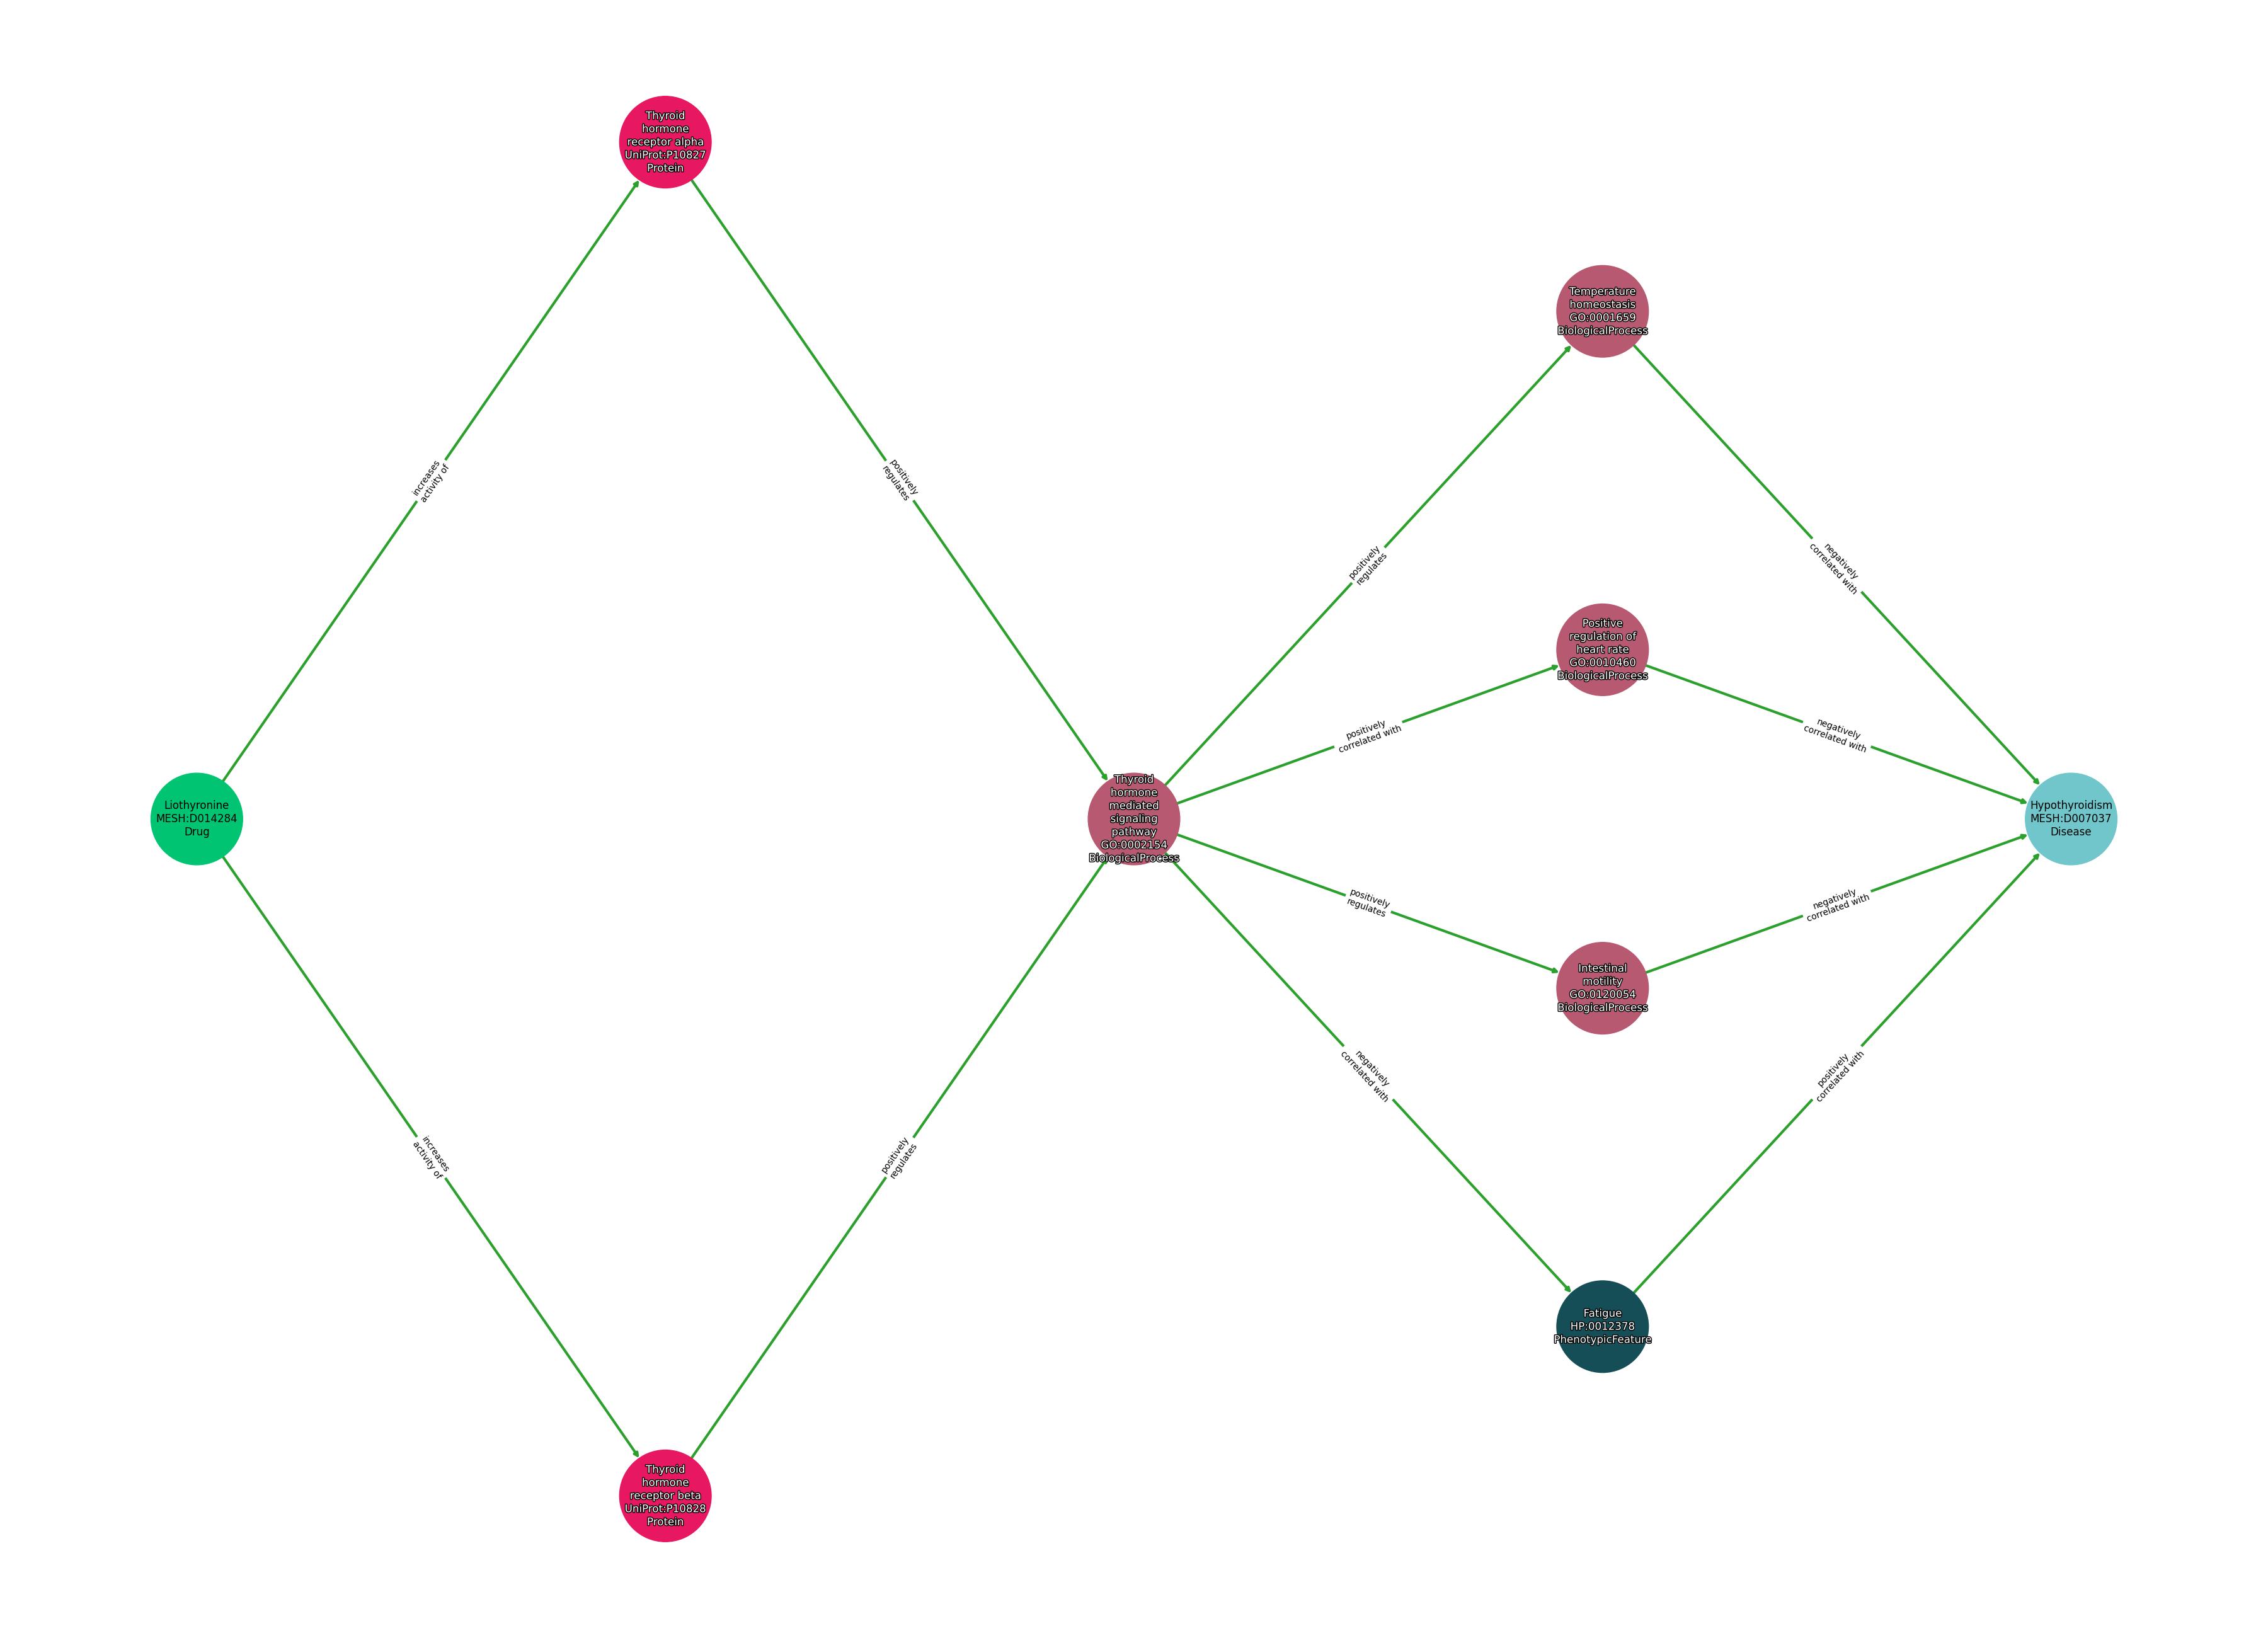 Thyroid
hormone
receptor alpha
UniProt:P10827
Protein
Temperature
homeostasis
GO:0001659
BiologicalProcess
increases
activity of
positively
regulates
positively
regulates
negatively
correlated with
Positive
regulation of
heart rate
GO:0010460
BiologicalProcess
positively
correlated with
negatively
correlated with
Liothyronine
MESH:D014284
Drug
Thyroid
hormone
mediated
signaling
pathway
GO:0002154
BiologicalProcess
Hypothyroidism
MESH:D007037
Disease
positively
regulates
negatively
correlated with
Intestinal
motility
GO:0120054
BiologicalProcess
negatively
correlated with
positively
correlated with
increases
activity of
positively
regulates
Fatigue
HP:0012378
PhenotypicFeature
Thyroid
hormone
receptor beta
UniProt:P10828
Protein